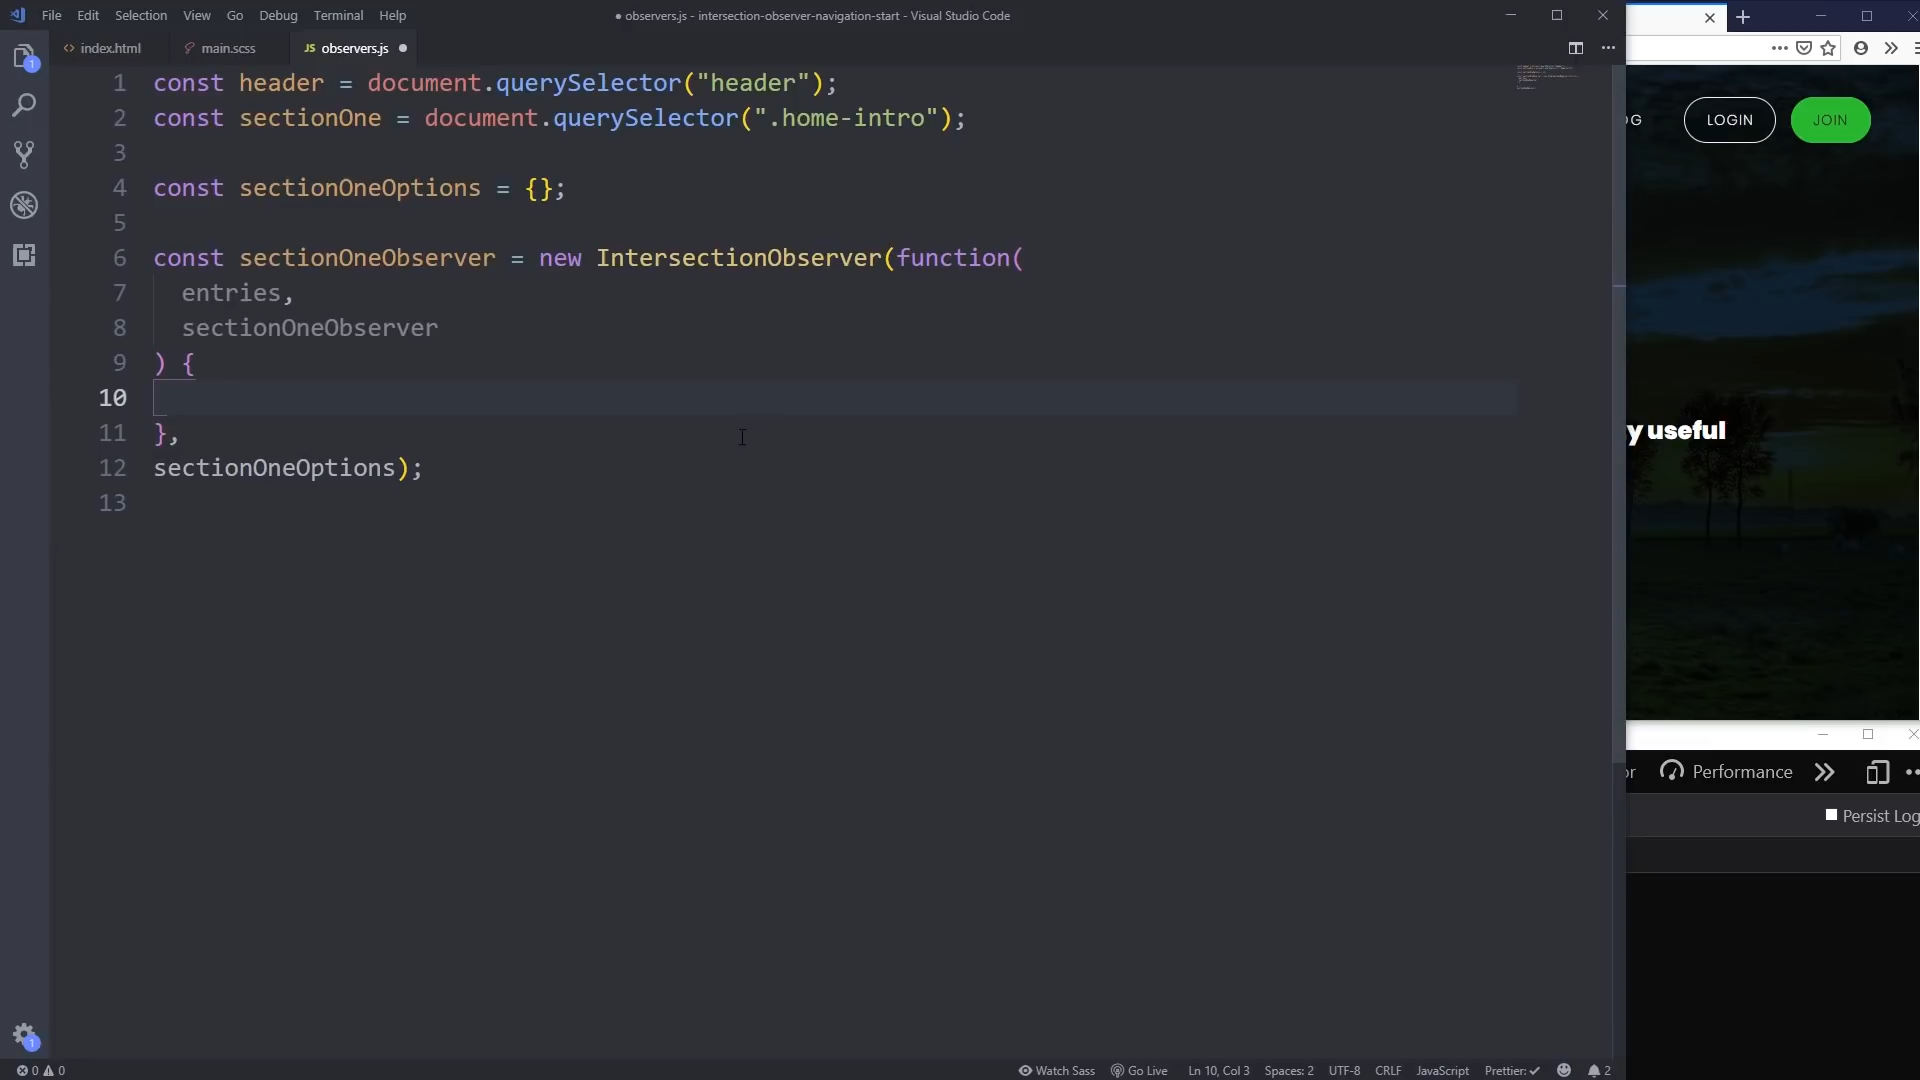 File Edit Selection View Go Debug Terminal Help
● observers.js - intersection-observer-navigation-start - Visual Studio Code
index.html
main.scss
JS observers.js
1 const header = document.querySelector("header");
2 const sectionOne = document.querySelector(".home-intro");
3
4 const sectionOneOptions = {};
5
6 const sectionOneObserver = new IntersectionObserver(function(
7 entries,
8 sectionOneObserver
9 ) {
10
11 },
12 sectionOneOptions);
13
1
1
0 0
Watch Sass
Go Live
Ln 10, Col 3
Spaces: 2
UTF-8
CRLF
JavaScript
Prettier: ✓
2
OG
LOGIN
JOIN
y useful
or
Performance
Persist Log